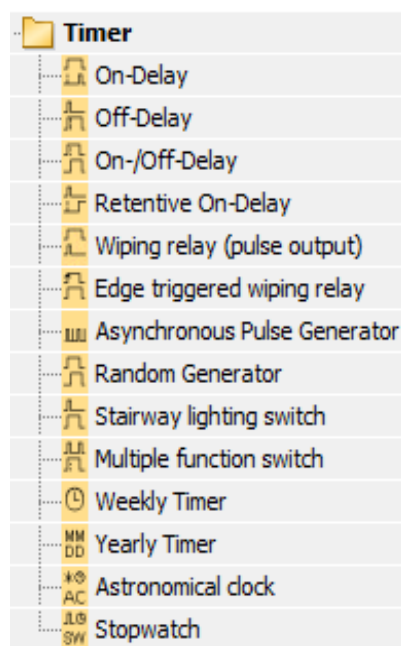 Timer
On-Delay
Off-Delay
On-/Off-Delay
Retentive On-Delay
Wiping relay (pulse output)
Edge triggered wiping relay
Asynchronous Pulse Generator
Random Generator
Stairway lighting switch
Multiple function switch
Weekly Timer
MM
DD
Yearly Timer
AC
Astronomical clock
SW
Stopwatch